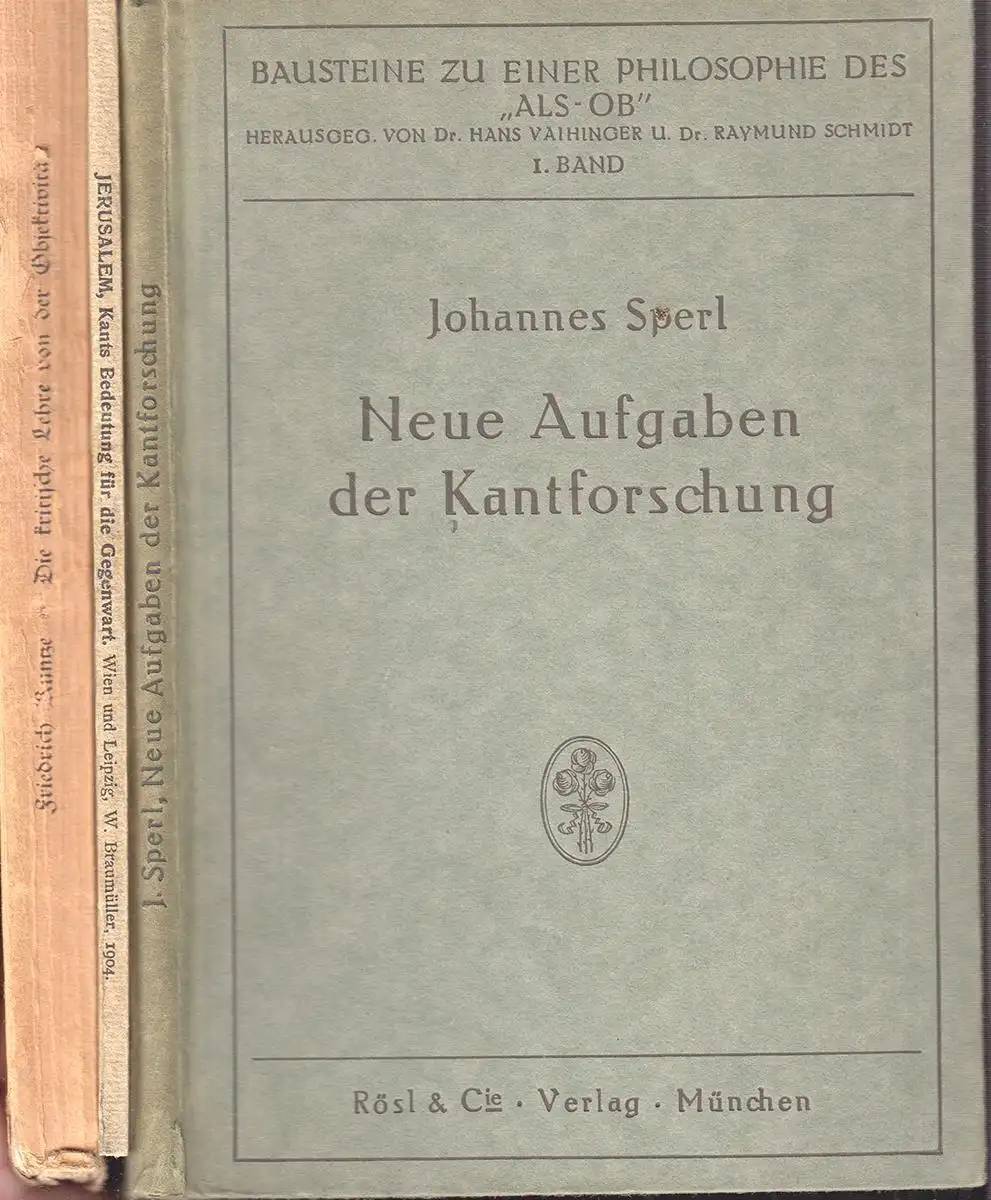 Friedrich Kuntze Die kritische Lehre von der Objektivität
JERUSALEM, Kants Bedeutung für die Gegenwart. Wien und Leipzig, W. Braumüller, 1904.
J. Sperl, Neue Aufgaben der Kantforschung
BAUSTEINE ZU EINER PHILOSOPHIE DES
„ALS-OB”
HERAUSGEG. VON Dr. HANS VAIHINGER U. Dr. RAYMUND SCHMIDT
I. BAND
Johannes Sperl
Neue Aufgaben
der Kantforschung
Rösl & Cie · Verlag · München